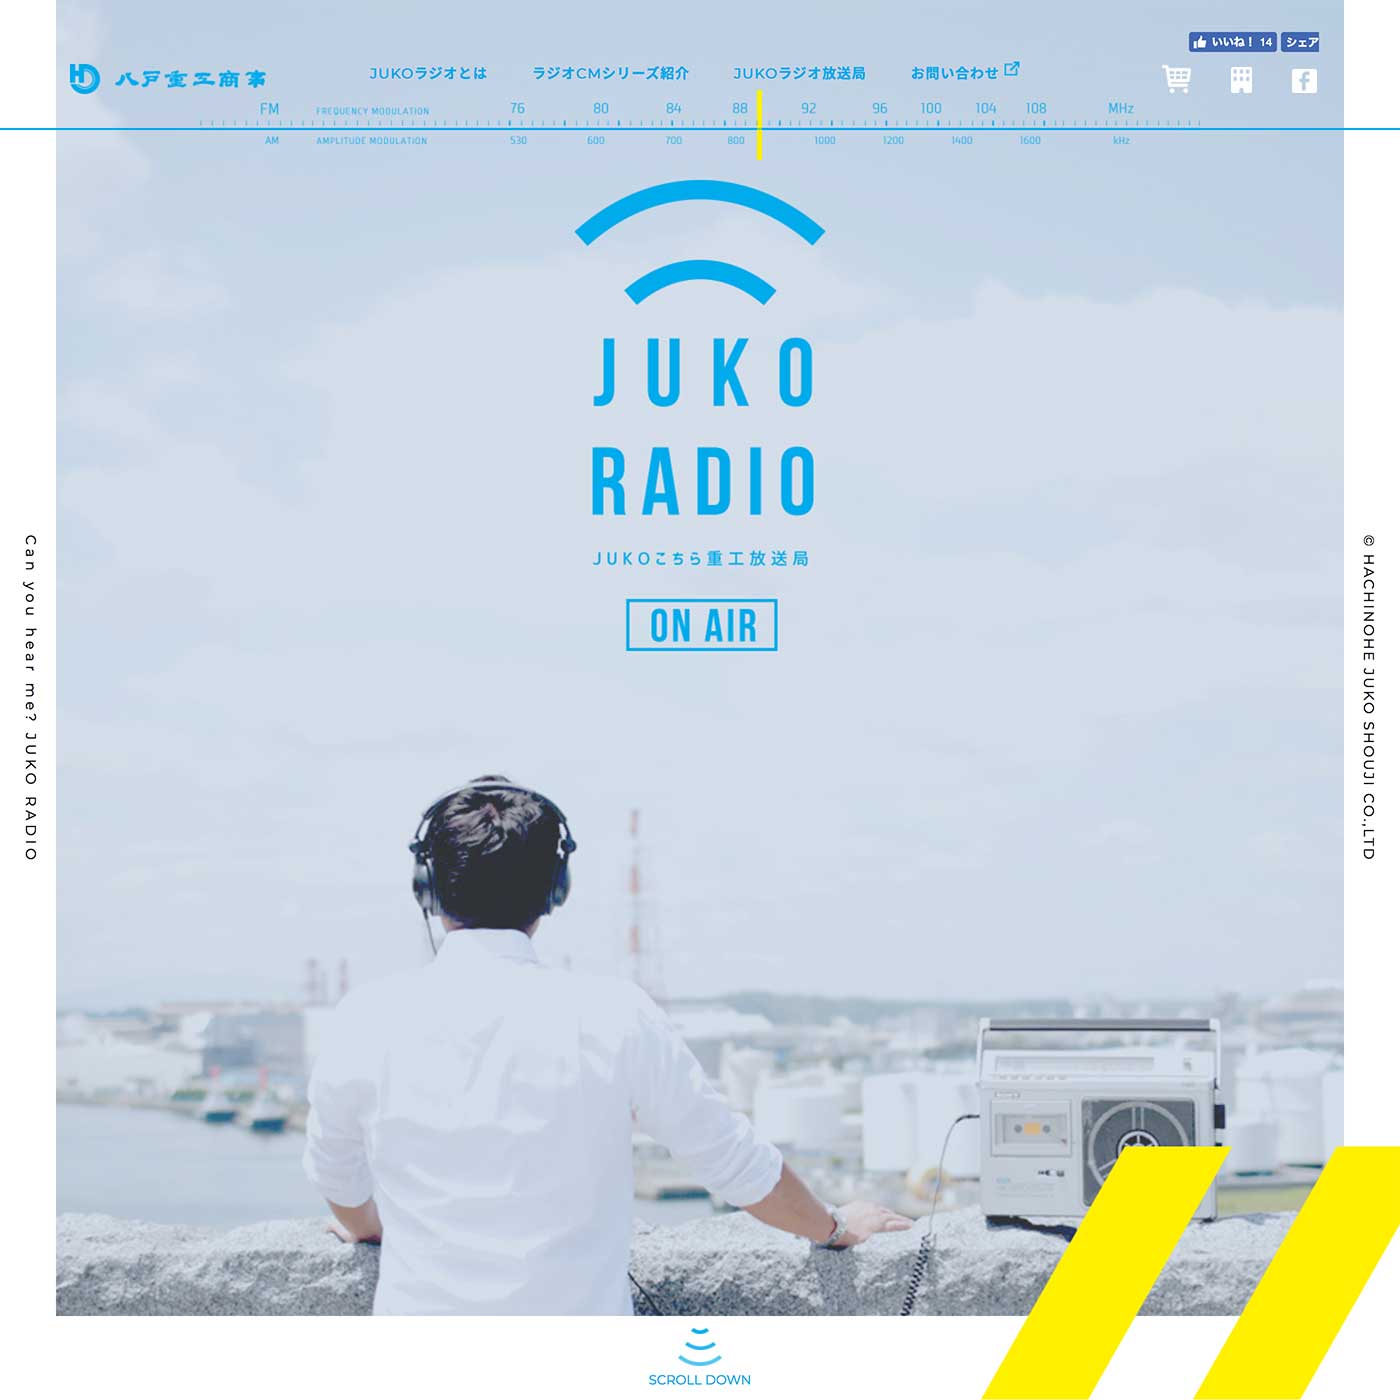 いいね！ 14 シェア
八戸重工商事
JUKOラジオとは ラジオCMシリーズ紹介 JUKOラジオ放送局 お問い合わせ
FM FREQUENCY MODULATION 76 80 84 88 92 96 100 104 108 MHz
AM AMPLITUDE MODULATION 530 600 700 800 1000 1200 1400 1600 kHz
JUKO
RADIO
JUKOこちら重工放送局
ON AIR
Can you hear me? JUKO RADIO
© HACHINOHE JUKO SHOUJI CO.,LTD
SCROLL DOWN